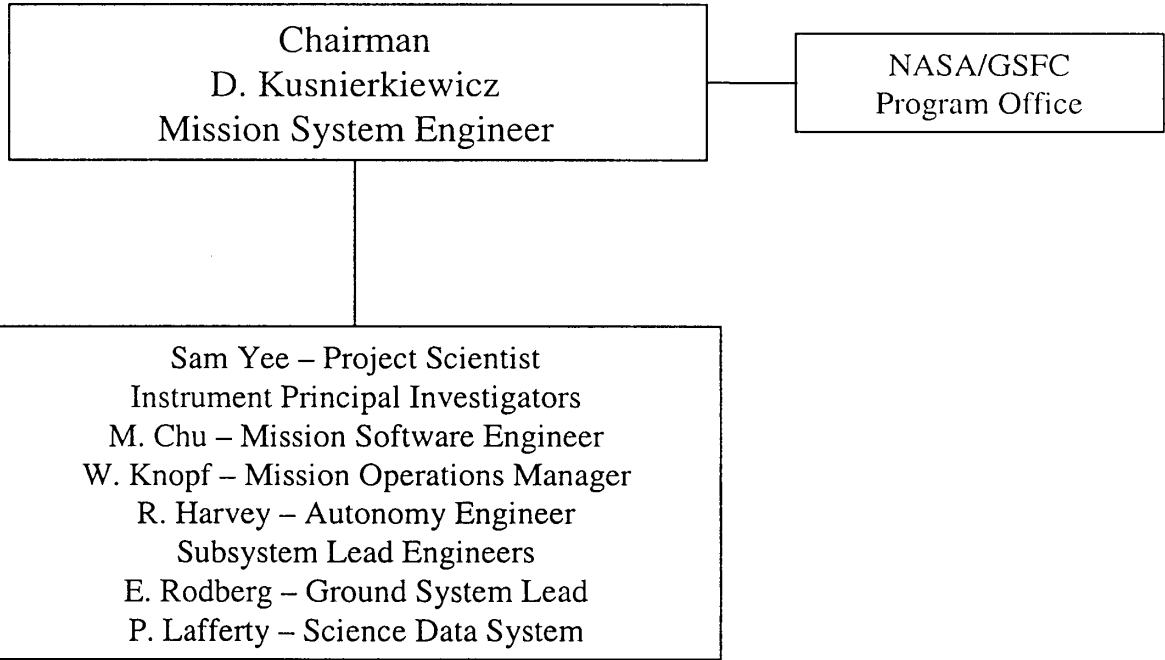 Chairman
D. Kusnierkiewicz
Mission System Engineer
NASA/GSFC
Program Office
Sam Yee – Project Scientist
Instrument Principal Investigators
M. Chu – Mission Software Engineer
W. Knopf – Mission Operations Manager
R. Harvey – Autonomy Engineer
Subsystem Lead Engineers
E. Rodberg – Ground System Lead
P. Lafferty – Science Data System